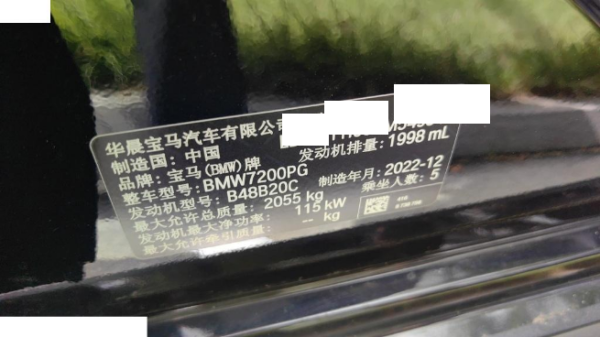 华晨宝马汽车有限公司
制造国: 中国
品牌: 宝马(BMW)牌 发动机排量: 1998 mL
整车型号: BMW7200PG 制造年月: 2022-12
发动机型号: B48B20C 乘坐人数: 5
最大允许总质量: 2055 kg
发动机最大净功率: 115 kW
最大允许牵引质量: -- kg